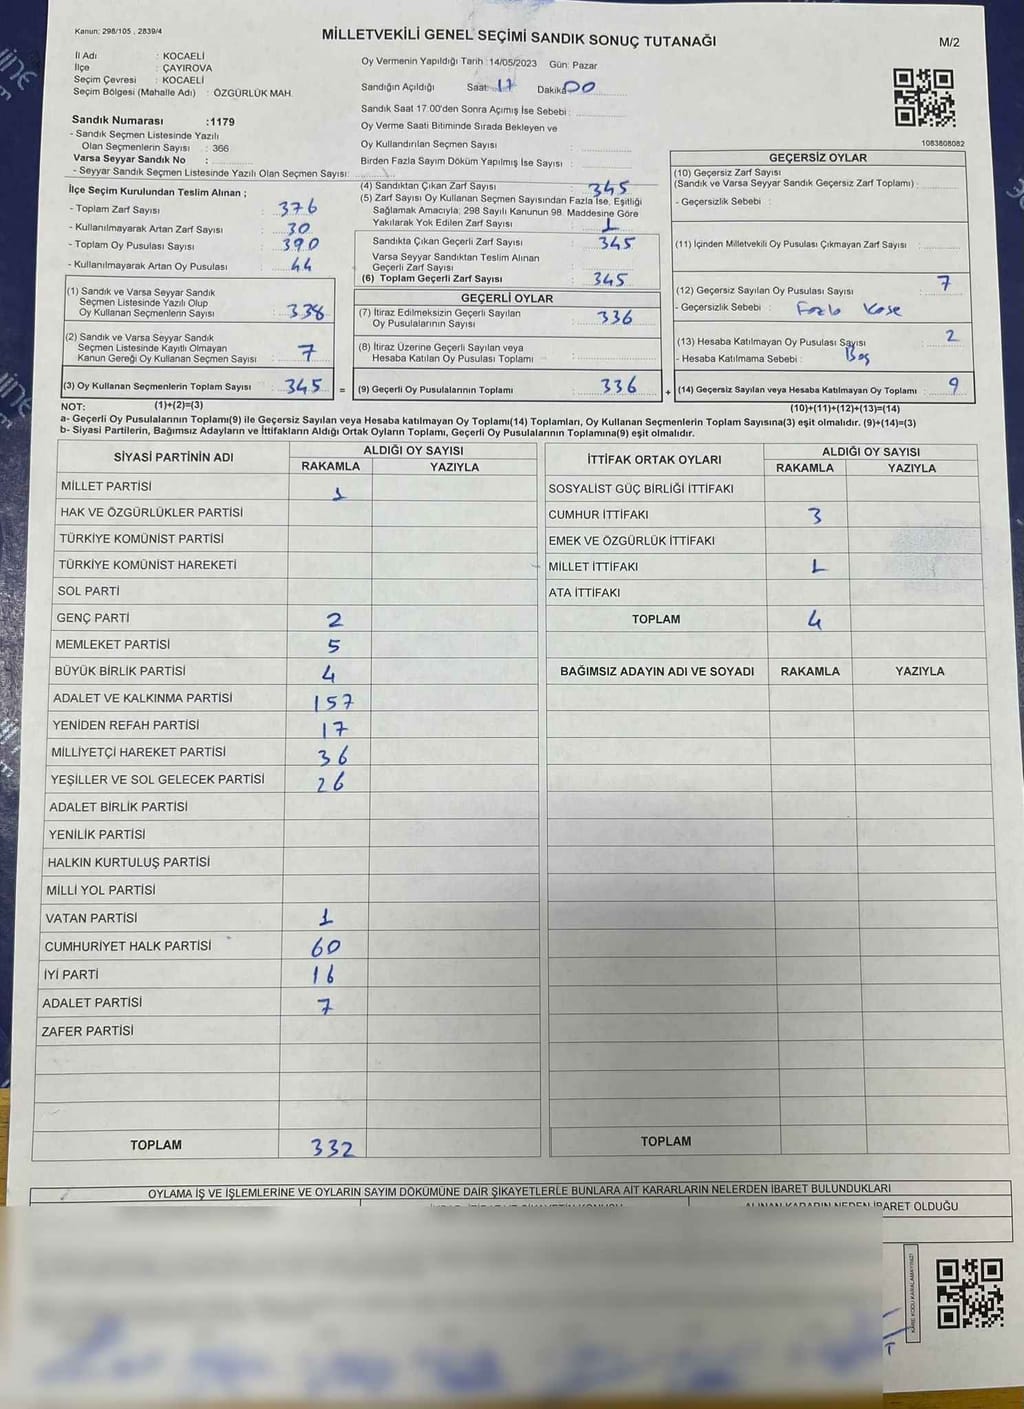 Kanun: 298/105 , 2839/4
MİLLETVEKİLİ GENEL SEÇİMİ SANDIK SONUÇ TUTANAĞI
M/2
İl Adı : KOCAELİ
İlçe : ÇAYIROVA
Seçim Çevresi : KOCAELİ
Seçim Bölgesi (Mahalle Adı) : ÖZGÜRLÜK MAH.
Oy Vermenin Yapıldığı Tarih :14/05/2023 Gün: Pazar
Sandığın Açıldığı Saat: 17 Dakika 00
Sandık Saat 17.00'den Sonra Açımış İse Sebebi :
Oy Verme Saati Bitiminde Sırada Bekleyen ve
Oy Kullandırılan Seçmen Sayısı :
Birden Fazla Sayım Döküm Yapılmış İse Sayısı :
1083808082
Sandık Numarası :1179
- Sandık Seçmen Listesinde Yazılı
Olan Seçmenlerin Sayısı : 366
Varsa Seyyar Sandık No :
- Seyyar Sandık Seçmen Listesinde Yazılı Olan Seçmen Sayısı:
İlçe Seçim Kurulundan Teslim Alınan ;
- Toplam Zarf Sayısı : 376
- Kullanılmayarak Artan Zarf Sayısı : 30
- Toplam Oy Pusulası Sayısı : 390
- Kullanılmayarak Artan Oy Pusulası : 44
(1) Sandık ve Varsa Seyyar Sandık
Seçmen Listesinde Yazılı Olup
Oy Kullanan Seçmenlerin Sayısı : 338
(2) Sandık ve Varsa Seyyar Sandık
Seçmen Listesinde Kayıtlı Olmayan
Kanun Gereği Oy Kullanan Seçmen Sayısı : 7
(3) Oy Kullanan Seçmenlerin Toplam Sayısı : 345 =
(1)+(2)=(3)
(4) Sandıktan Çıkan Zarf Sayısı : 345
(5) Zarf Sayısı Oy Kullanan Seçmen Sayısından Fazla İse, Eşitliği
Sağlamak Amacıyla; 298 Sayılı Kanunun 98. Maddesine Göre
Yakılarak Yok Edilen Zarf Sayısı : 1
Sandıkta Çıkan Geçerli Zarf Sayısı : 345
Varsa Seyyar Sandıktan Teslim Alınan
Geçerli Zarf Sayısı :
(6) Toplam Geçerli Zarf Sayısı : 345
GEÇERLİ OYLAR
(7) İtiraz Edilmeksizin Geçerli Sayılan
Oy Pusulalarının Sayısı : 336
(8) İtiraz Üzerine Geçerli Sayılan veya
Hesaba Katılan Oy Pusulası Toplamı :
(9) Geçerli Oy Pusulalarının Toplamı : 336 +
GEÇERSİZ OYLAR
(10) Geçersiz Zarf Sayısı
(Sandık ve Varsa Seyyar Sandık Geçersiz Zarf Toplamı) :
- Geçersizlik Sebebi :
(11) İçinden Milletvekili Oy Pusulası Çıkmayan Zarf Sayısı :
(12) Geçersiz Sayılan Oy Pusulası Sayısı : 7
- Geçersizlik Sebebi : Fazla Kaşe
(13) Hesaba Katılmayan Oy Pusulası Sayısı : 2
- Hesaba Katılmama Sebebi : Boş
(14) Geçersiz Sayılan veya Hesaba Katılmayan Oy Toplamı : 9
(10)+(11)+(12)+(13)=(14)
NOT:
a- Geçerli Oy Pusulalarının Toplamı(9) ile Geçersiz Sayılan veya Hesaba katılmayan Oy Toplamı(14) Toplamları, Oy Kullanan Seçmenlerin Toplam Sayısına(3) eşit olmalıdır. (9)+(14)=(3)
b- Siyasi Partilerin, Bağımsız Adayların ve İttifakların Aldığı Ortak Oyların Toplamı, Geçerli Oy Pusulalarının Toplamına(9) eşit olmalıdır.
SİYASİ PARTİNİN ADI
ALDIĞI OY SAYISI
RAKAMLA YAZIYLA
MİLLET PARTİSİ 1
HAK VE ÖZGÜRLÜKLER PARTİSİ
TÜRKİYE KOMÜNİST PARTİSİ
TÜRKİYE KOMÜNİST HAREKETİ
SOL PARTİ
GENÇ PARTİ 2
MEMLEKET PARTİSİ 5
BÜYÜK BİRLİK PARTİSİ 4
ADALET VE KALKINMA PARTİSİ 157
YENİDEN REFAH PARTİSİ 17
MİLLİYETÇİ HAREKET PARTİSİ 36
YEŞİLLER VE SOL GELECEK PARTİSİ 26
ADALET BİRLİK PARTİSİ
YENİLİK PARTİSİ
HALKIN KURTULUŞ PARTİSİ
MİLLİ YOL PARTİSİ
VATAN PARTİSİ 1
CUMHURİYET HALK PARTİSİ 60
İYİ PARTİ 16
ADALET PARTİSİ 7
ZAFER PARTİSİ
TOPLAM 332
İTTİFAK ORTAK OYLARI
ALDIĞI OY SAYISI
RAKAMLA YAZIYLA
SOSYALİST GÜÇ BİRLİĞİ İTTİFAKI
CUMHUR İTTİFAKI 3
EMEK VE ÖZGÜRLÜK İTTİFAKI
MİLLET İTTİFAKI 1
ATA İTTİFAKI
TOPLAM 4
BAĞIMSIZ ADAYIN ADI VE SOYADI RAKAMLA YAZIYLA
TOPLAM
OYLAMA İŞ VE İŞLEMLERİNE VE OYLARIN SAYIM DÖKÜMÜNE DAİR ŞİKAYETLERLE BUNLARA AİT KARARLARIN NELERDEN İBARET BULUNDUKLARI
ALINAN KARARIN NEDEN İBARET OLDUĞU
KARE KODU KARALAMAYINIZ!